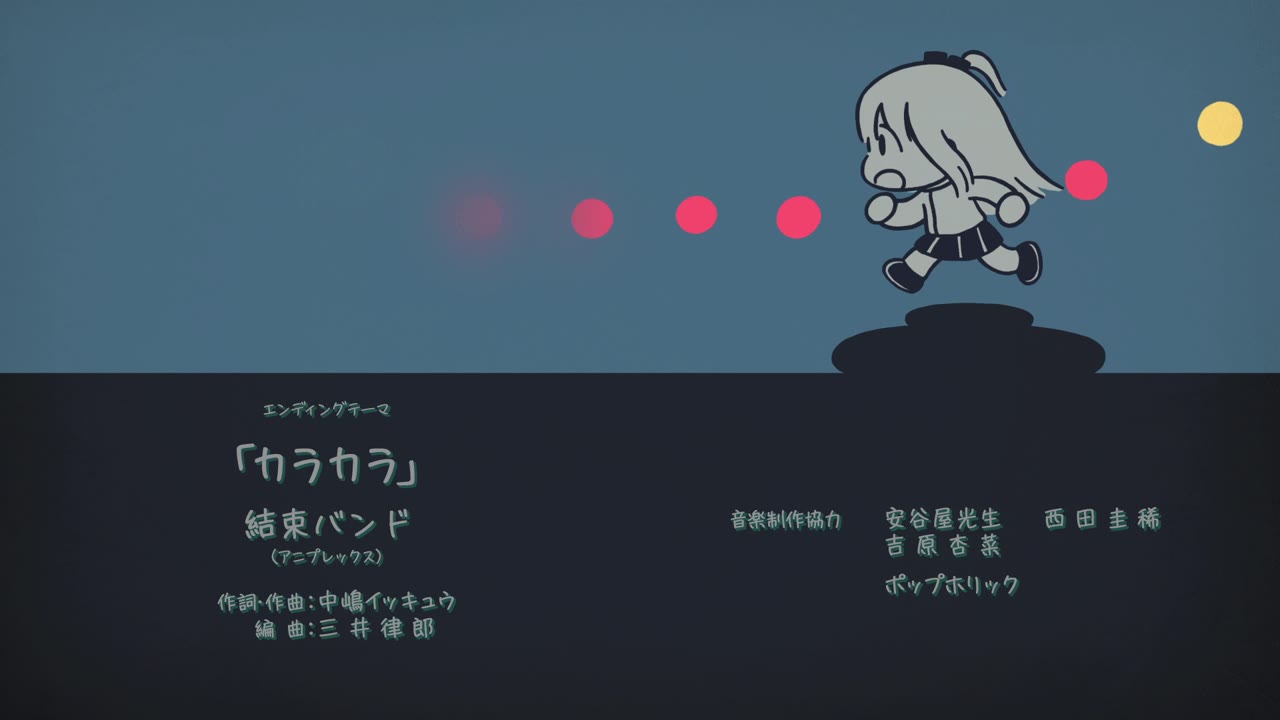 エンディングテーマ
「カラカラ」
結束バンド
(アニプレックス)
作詞・作曲：中嶋イッキュウ
編 曲：三 井 律 郎
音楽制作協力 安谷屋光生 西 田 圭 稀
吉 原 杏 菜
ポップホリック